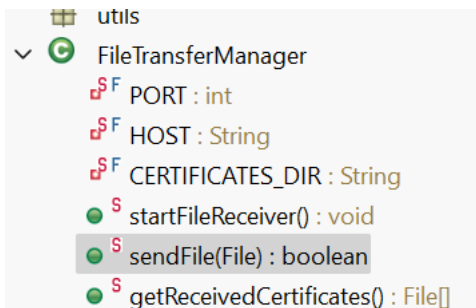 utils
C FileTransferManager
S F PORT : int
S F HOST : String
S F CERTIFICATES_DIR : String
S startFileReceiver() : void
S sendFile(File) : boolean
S getReceivedCertificates() : File[]